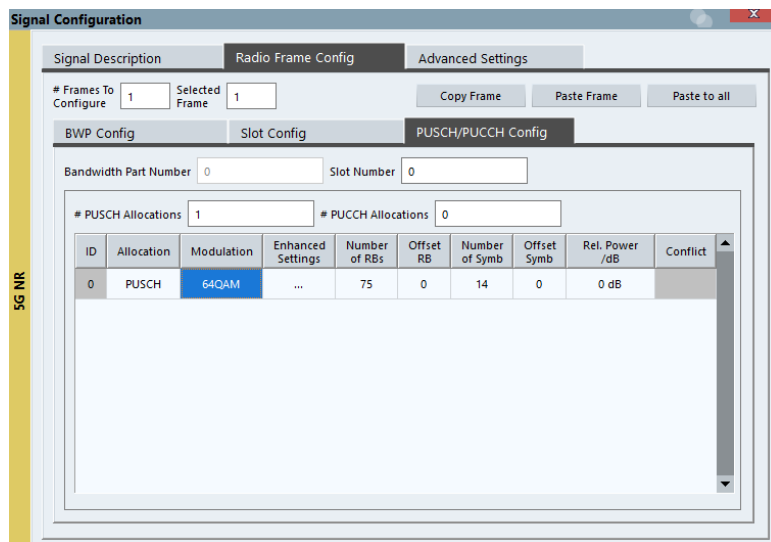 Signal Configuration
x
5G NR
Signal Description Radio Frame Config Advanced Settings
# Frames To Configure 1 Selected Frame 1 Copy Frame Paste Frame Paste to all
BWP Config Slot Config PUSCH/PUCCH Config
Bandwidth Part Number 0 Slot Number 0
# PUSCH Allocations 1 # PUCCH Allocations 0
ID Allocation Modulation Enhanced Settings Number of RBs Offset RB Number of Symb Offset Symb Rel. Power /dB Conflict
0 PUSCH 64QAM ... 75 0 14 0 0 dB